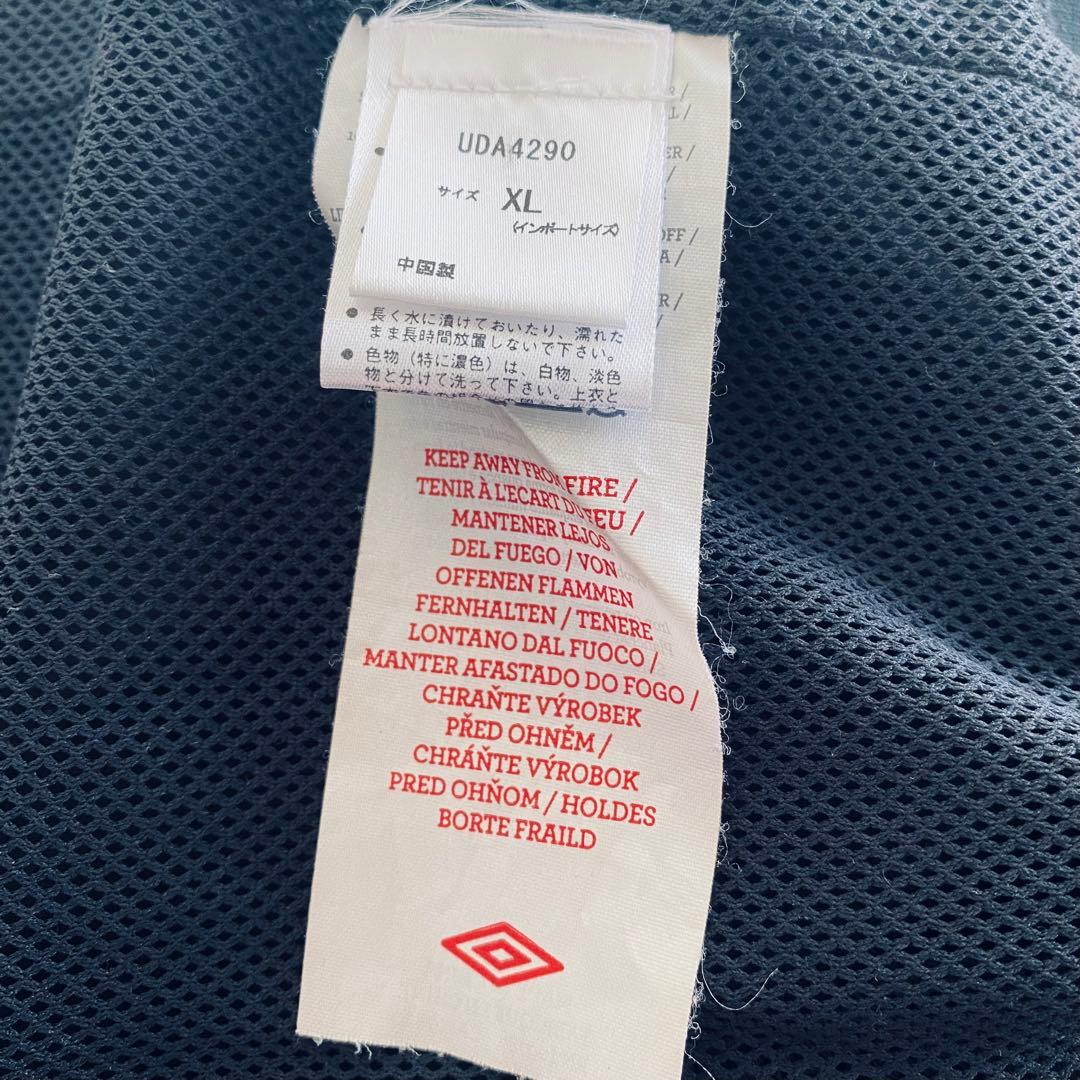 UDA4290
サイズ XL
(インポートサイズ)
中国製
● 長く水に漬けておいたり、濡れた
まま長時間放置しないで下さい。
● 色物(特に濃色)は、白物、淡色
物と分けて洗って下さい。上衣と
KEEP AWAY FROM FIRE /
TENIR À L'ECART DU FEU /
MANTENER LEJOS
DEL FUEGO / VON
OFFENEN FLAMMEN
FERNHALTEN / TENERE
LONTANO DAL FUOCO /
MANTER AFASTADO DO FOGO /
CHRAŇTE VÝROBEK
PŘED OHNĚM /
CHRÁŇTE VÝROBOK
PRED OHŇOM / HOLDES
BORTE FRA ILD